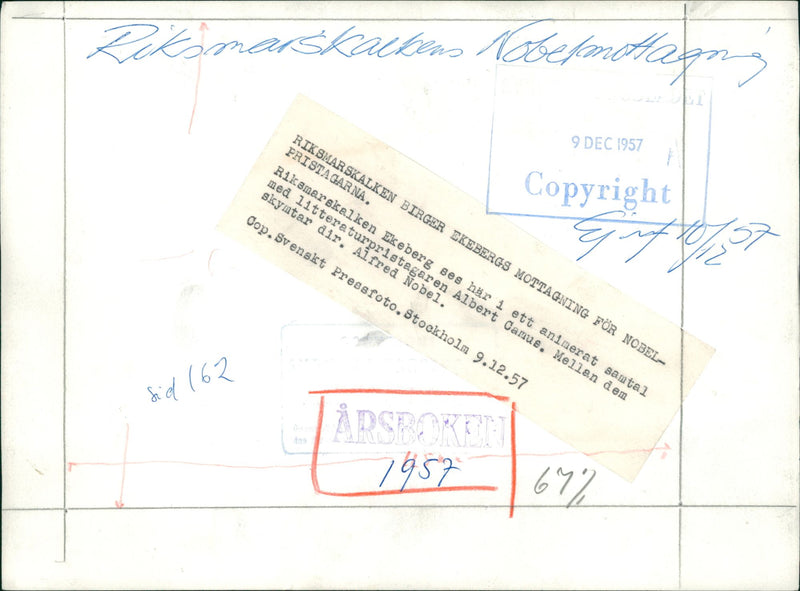 Riksmarskalkens Nobelmottagning
9 DEC 1957
Copyright
10/12 57
RIKSMARSKALKEN BIRGER EKEBERGS MOTTAGNING FÖR NOBEL-
PRISTAGARNA.
Riksmarskalken Ekeberg ses här i ett animerat samtal
med litteraturpristagaren Albert Camus. Mellan dem
skymtar dir. Alfred Nobel.
Cop.Svenskt Pressfoto.Stockholm 9.12.57
sid 162
ÅRSBOKEN
1957
67%